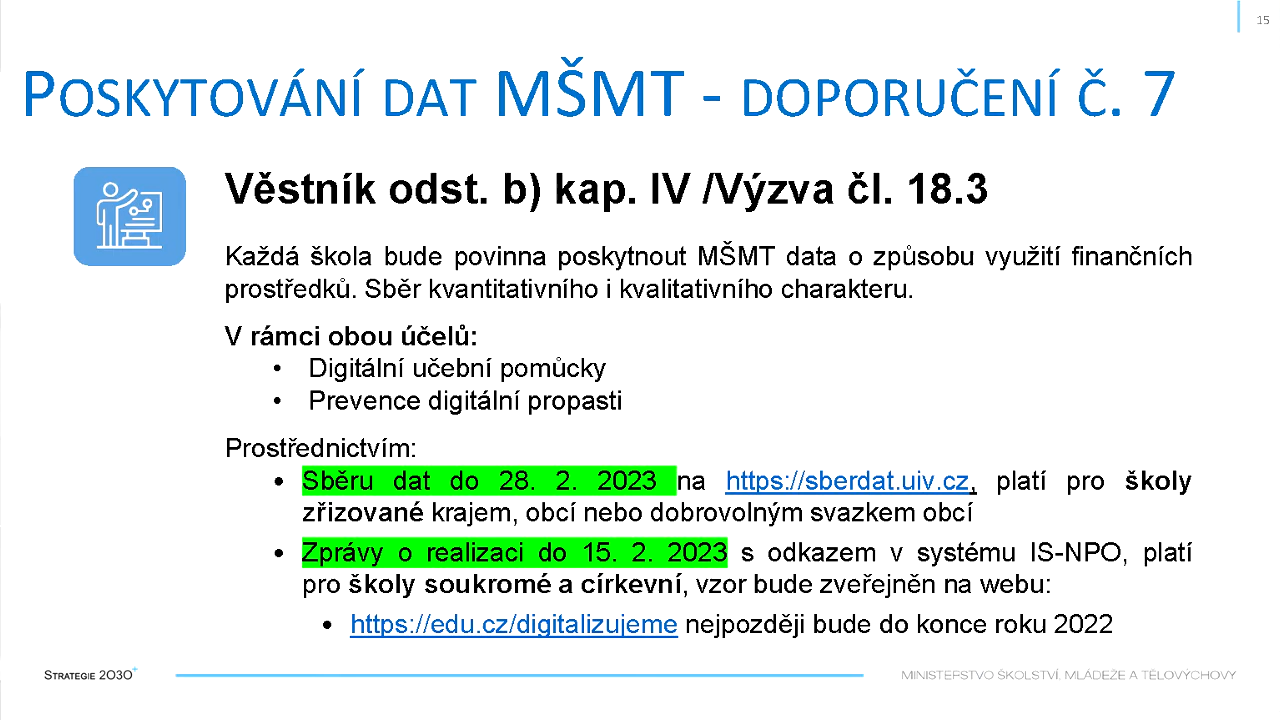 15
POSKYTOVÁNÍ DAT MŠMT - DOPORUČENÍ Č. 7
Věstník odst. b) kap. IV /Výzva čl. 18.3
Každá škola bude povinna poskytnout MŠMT data o způsobu využití finančních
prostředků. Sběr kvantitativního i kvalitativního charakteru.
V rámci obou účelů:
• Digitální učební pomůcky
• Prevence digitální propasti
Prostřednictvím:
• Sběru dat do 28. 2. 2023 na https://sberdat.uiv.cz, platí pro školy
zřizované krajem, obcí nebo dobrovolným svazkem obcí
• Zprávy o realizaci do 15. 2. 2023 s odkazem v systému IS-NPO, platí
pro školy soukromé a církevní, vzor bude zveřejněn na webu:
• https://edu.cz/digitalizujeme nejpozději bude do konce roku 2022
STRATEGIE 2030+
MINISTERSTVO ŠKOLSTVÍ, MLÁDEŽE A TĚLOVÝCHOVY